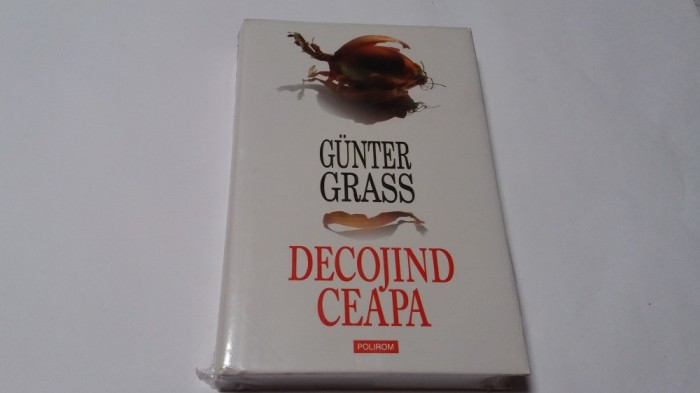 GÜNTER
GRASS
DECOJIND
CEAPA
POLIROM